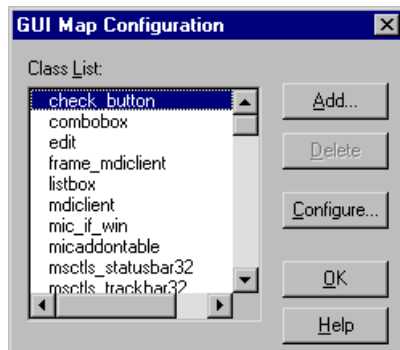 GUI Map Configuration
Class List:
check_button
combobox
edit
frame_mdiclient
listbox
mdiclient
mic_if_win
micaddontable
msctls_statusbar32
msctls_trackbar32
Add...
Delete
Configure...
OK
Help